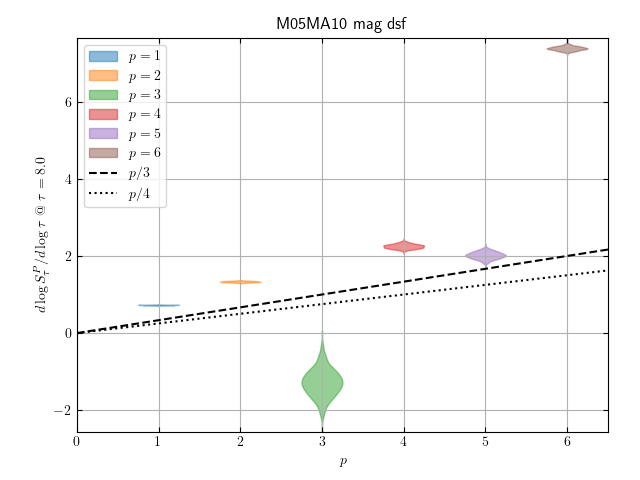 M05MA10 mag dsf
d log S_τ^P / d log τ @ τ = 8.0
6
4
2
0
−2
p = 1
p = 2
p = 3
p = 4
p = 5
p = 6
p/3
p/4
0 1 2 3 4 5 6
p